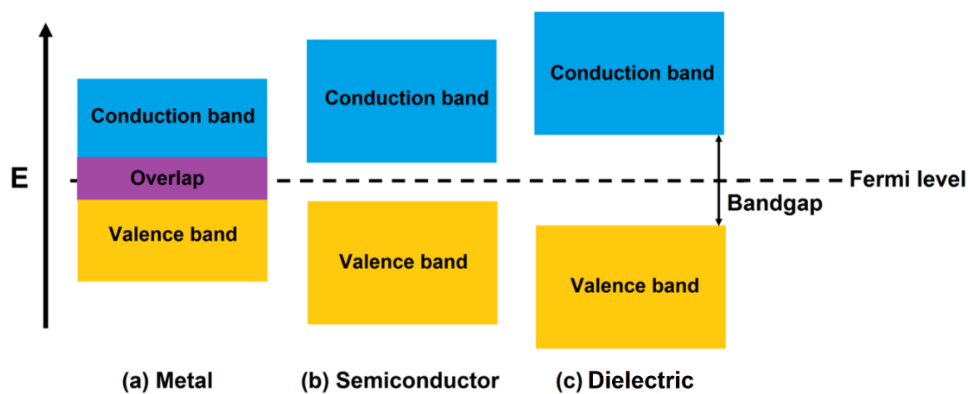 Conduction band
Conduction band
Conduction band
E
Overlap
Fermi level
Bandgap
Valence band
Valence band
Valence band
(a) Metal
(b) Semiconductor
(c) Dielectric